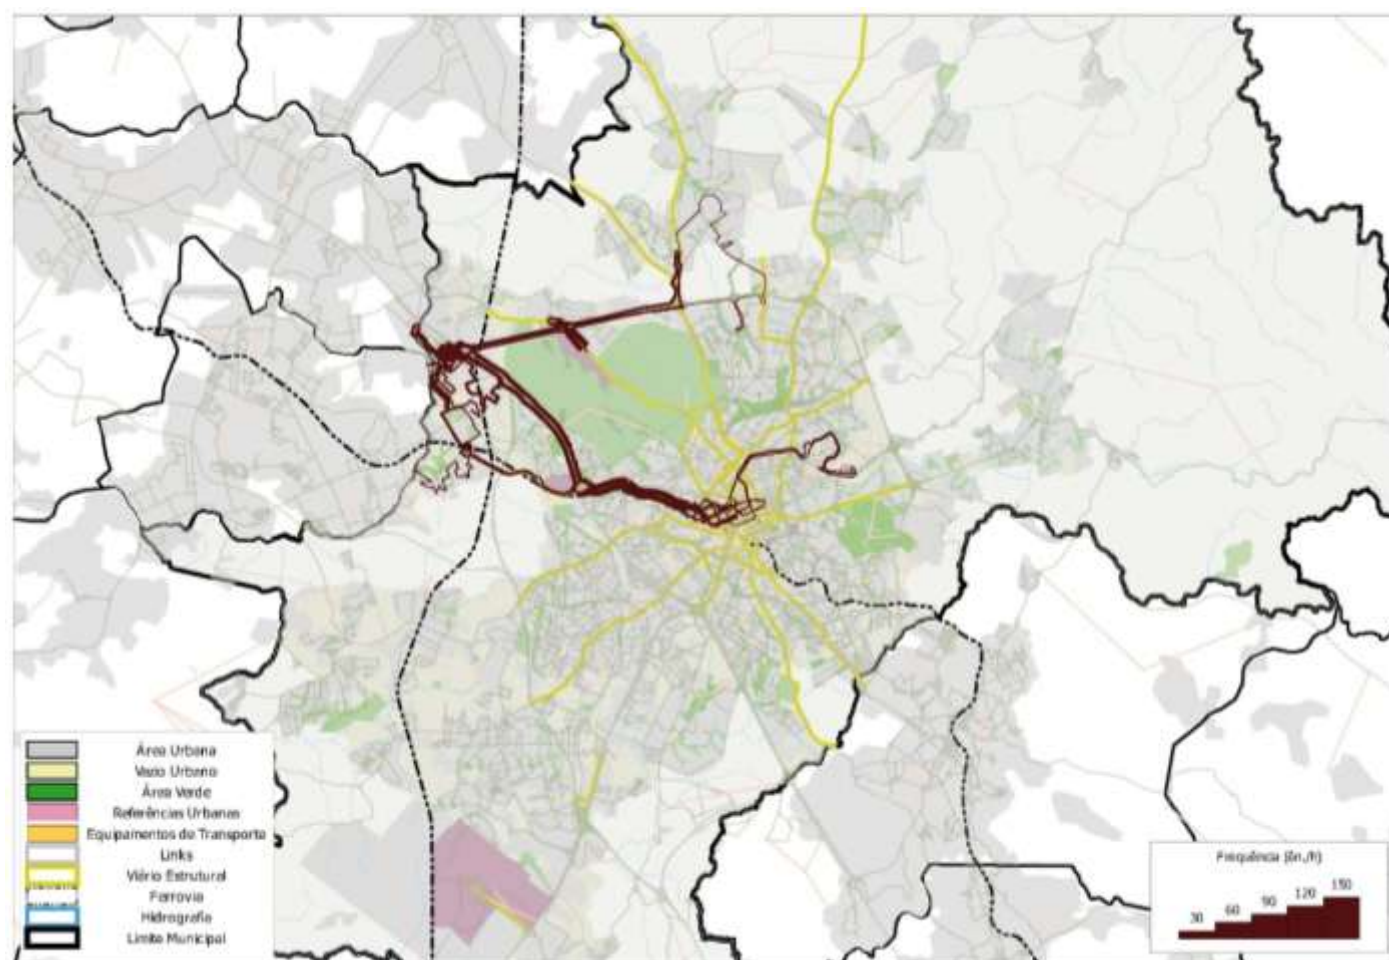 Área Urbana
Vazio Urbano
Área Verde
Referências Urbanas
Equipamentos de Transporte
Links
Viário Estrutural
Ferrovia
Hidrografia
Limite Municipal
Frequência (ôn./h)
30 60 90 120 150